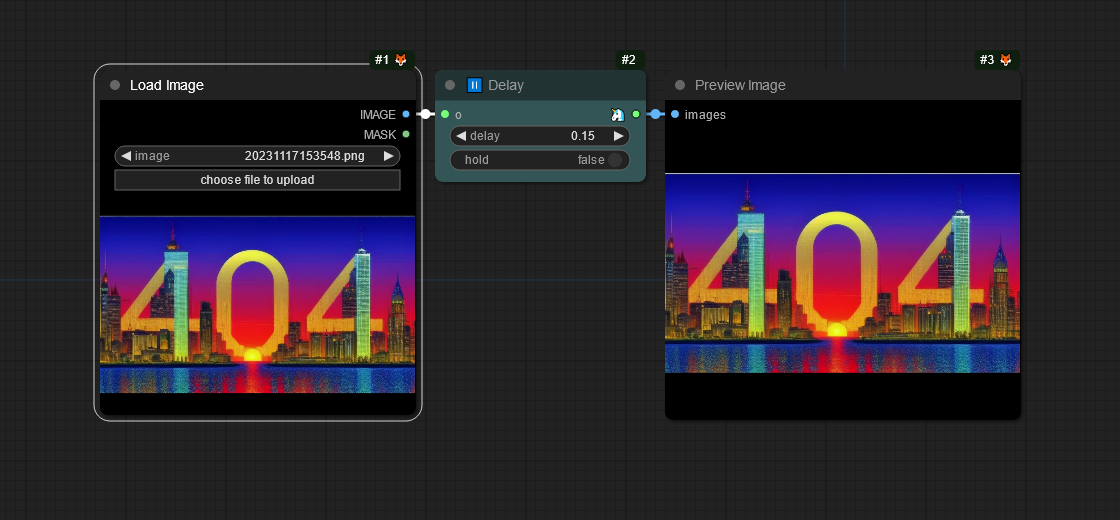 #1
Load Image
IMAGE
MASK
image 20231117153548.png
choose file to upload
404
#2
Delay
o
delay 0.15
hold false
#3
Preview Image
images
404